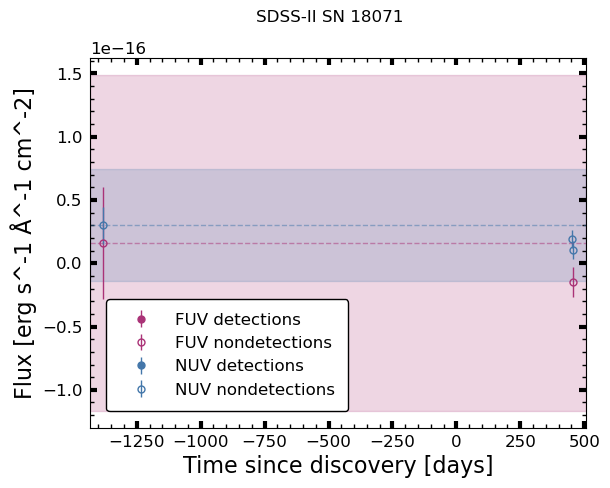 SDSS-II SN 18071
1e−16
1.5
1.0
0.5
0.0
−0.5
−1.0
Flux [erg s^-1 Å^-1 cm^-2]
FUV detections
FUV nondetections
NUV detections
NUV nondetections
−1250 −1000 −750 −500 −250 0 250 500
Time since discovery [days]